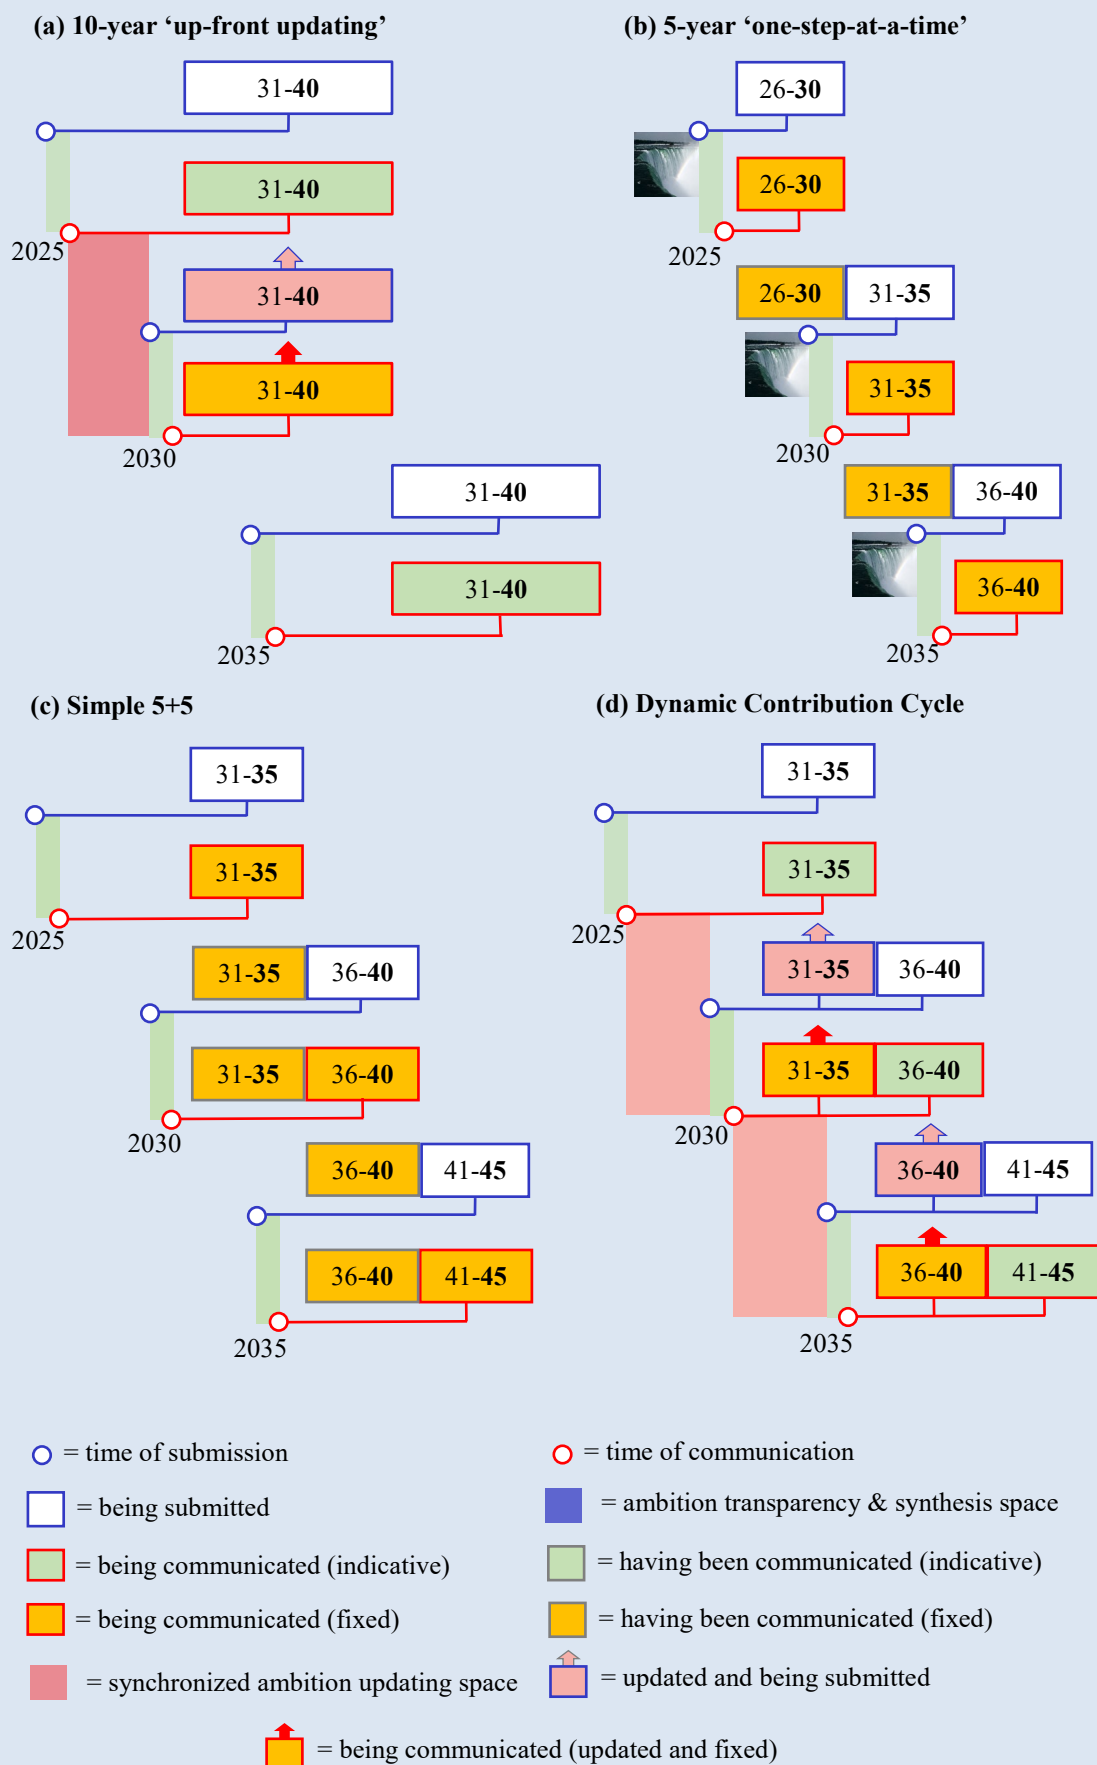 (a) 10-year ‘up-front updating’
31-40
31-40
2025
31-40
31-40
2030
31-40
31-40
2035
(b) 5-year ‘one-step-at-a-time’
26-30
26-30
2025
26-30 31-35
31-35
2030
31-35 36-40
36-40
2035
(c) Simple 5+5
31-35
31-35
2025
31-35 36-40
31-35 36-40
2030
36-40 41-45
36-40 41-45
2035
(d) Dynamic Contribution Cycle
31-35
31-35
2025
31-35 36-40
31-35 36-40
2030
36-40 41-45
36-40 41-45
2035
= time of submission
= time of communication
= being submitted
= ambition transparency & synthesis space
= being communicated (indicative)
= having been communicated (indicative)
= being communicated (fixed)
= having been communicated (fixed)
= synchronized ambition updating space
= updated and being submitted
= being communicated (updated and fixed)